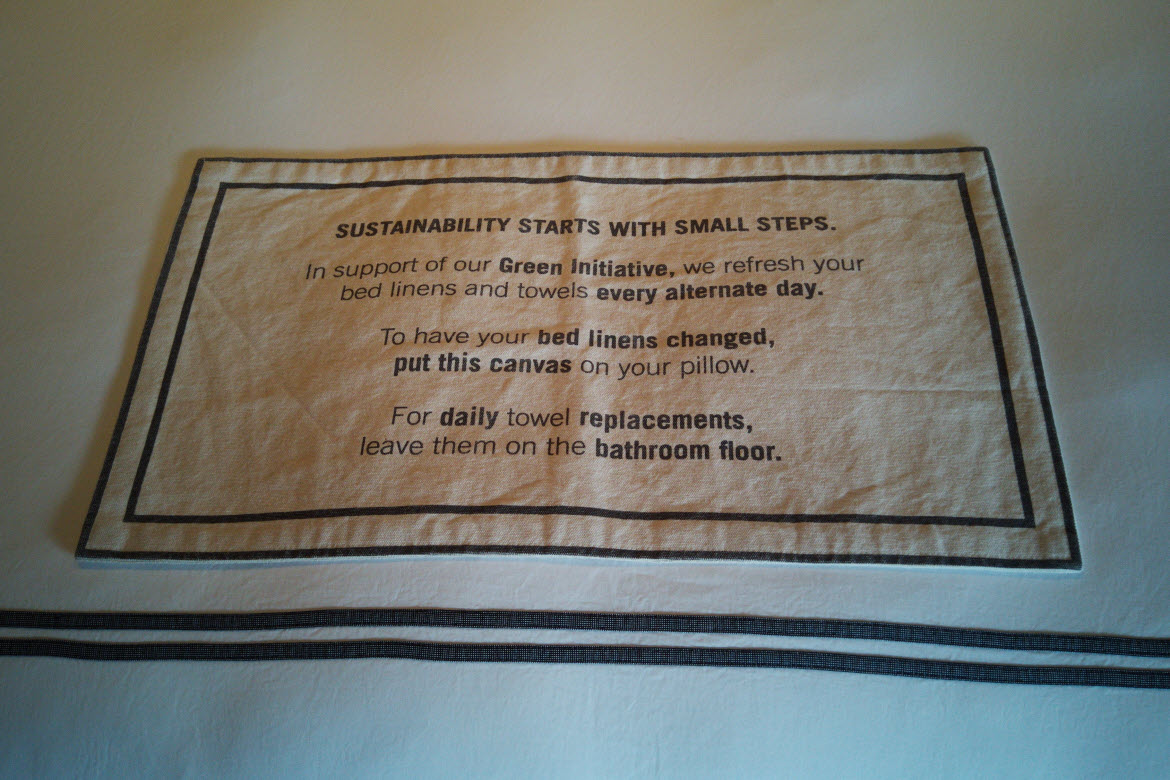 SUSTAINABILITY STARTS WITH SMALL STEPS.
In support of our Green Initiative, we refresh your
bed linens and towels every alternate day.
To have your bed linens changed,
put this canvas on your pillow.
For daily towel replacements,
leave them on the bathroom floor.